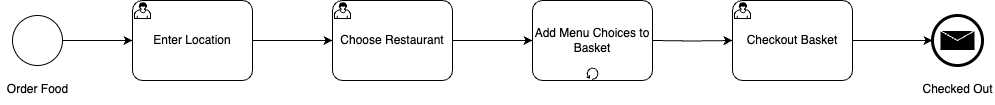 Enter Location
Choose Restaurant
Add Menu Choices to
Basket
Checkout Basket
Order Food
Checked Out